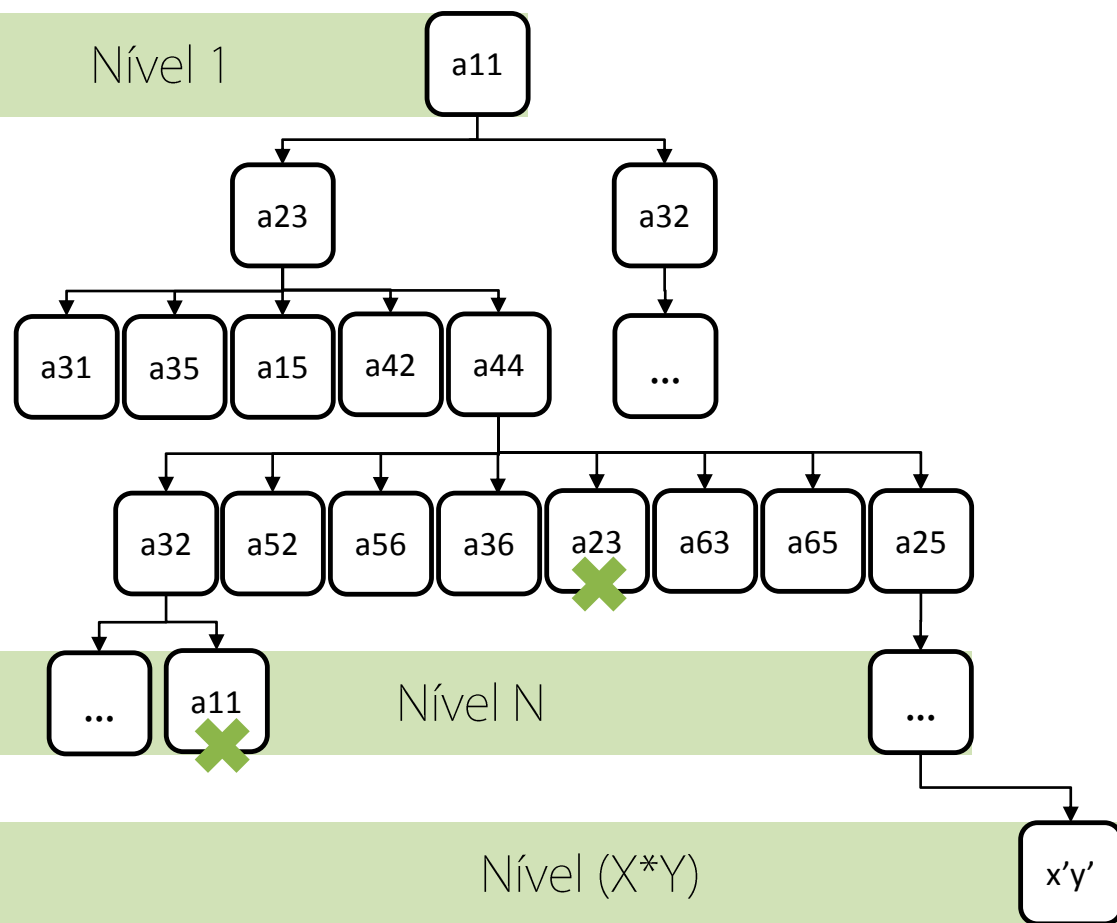 Nível 1
a11
a23
a32
a31
a35
a15
a42
a44
...
a32
a52
a56
a36
a23
a63
a65
a25
...
a11
Nível N
...
Nível (X*Y)
x’y'